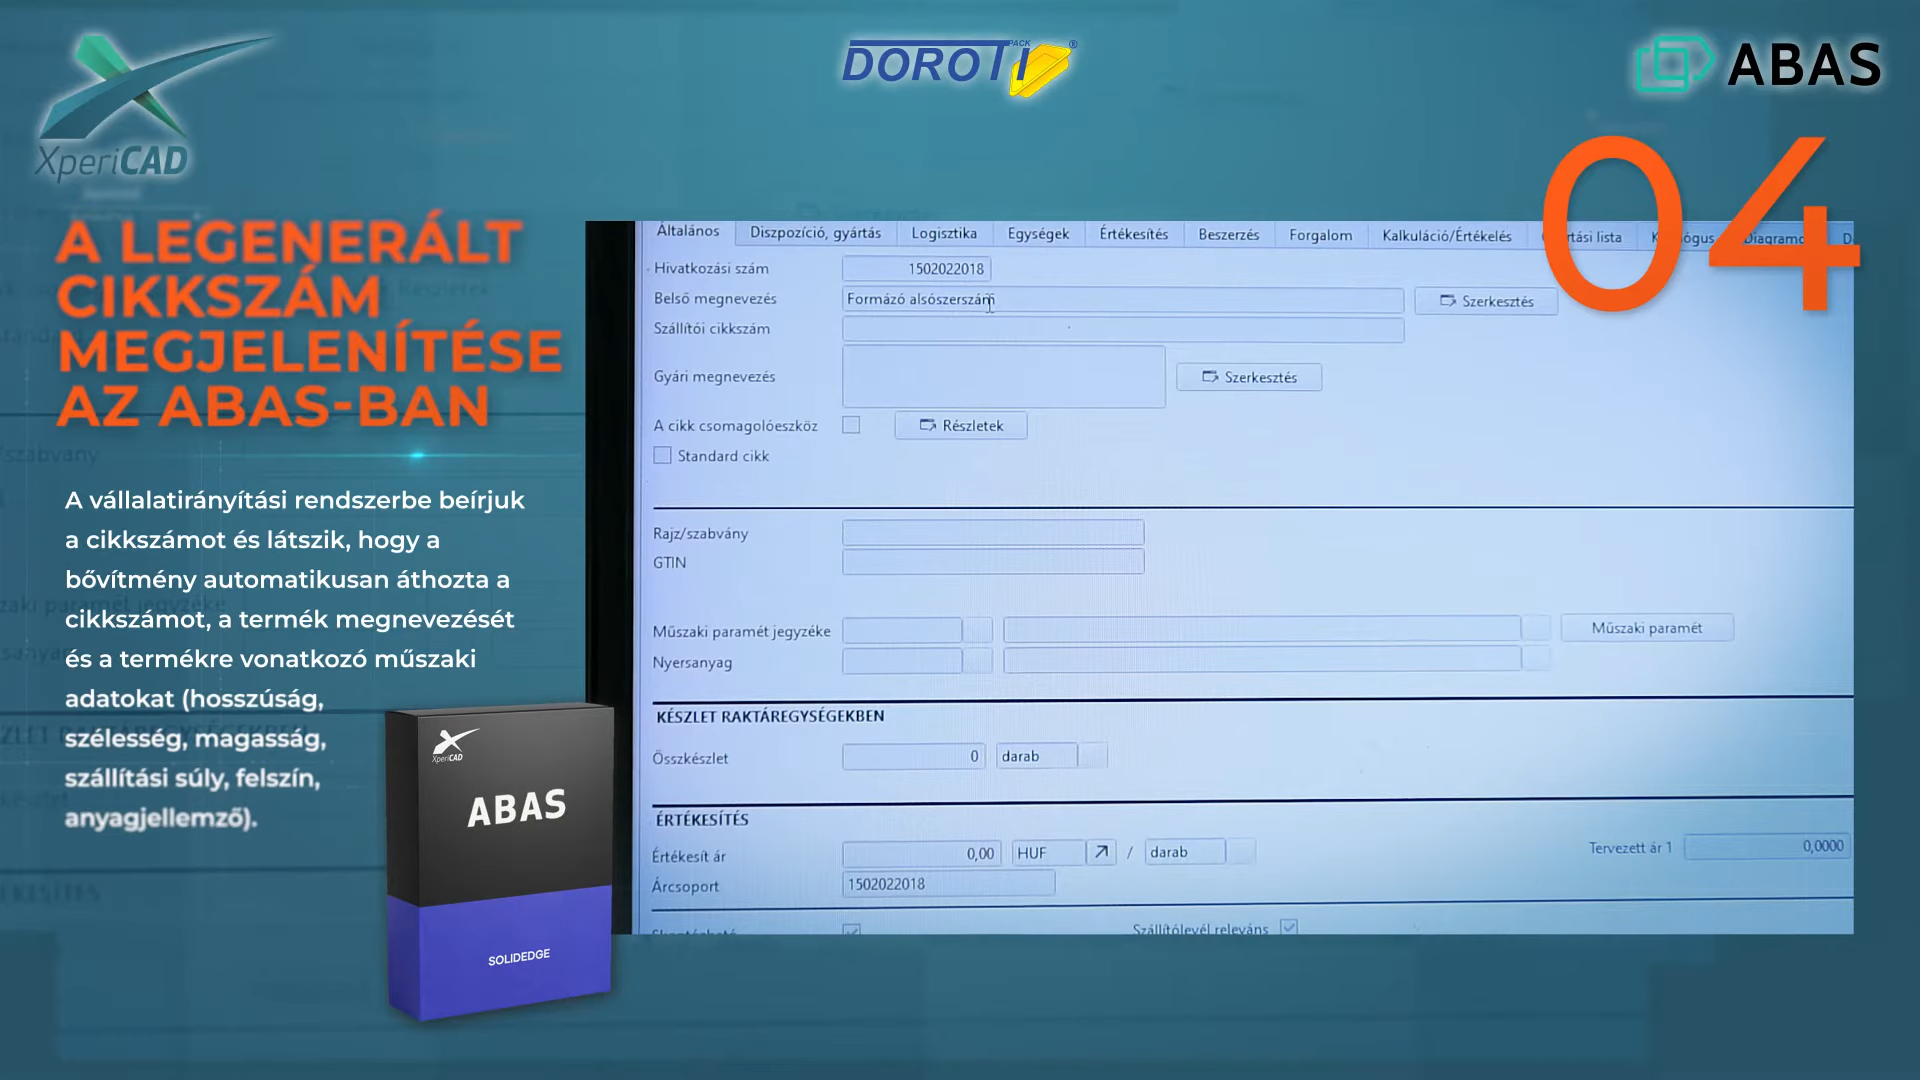 XperiCAD
DOROTI
PACK
®
ABAS
04
A LEGENERÁLT
CIKKSZÁM
MEGJELENÍTÉSE
AZ ABAS-BAN
A vállalatirányítási rendszerbe beírjuk
a cikkszámot és látszik, hogy a
bővítmény automatikusan áthozta a
cikkszámot, a termék megnevezését
és a termékre vonatkozó műszaki
adatokat (hosszúság,
szélesség, magasság,
szállítási súly, felszín,
anyagjellemző).
XperiCAD
ABAS
SOLIDEDGE
Általános Diszpozíció, gyártás Logisztika Egységek Értékesítés Beszerzés Forgalom Kalkuláció/Értékelés lista
Hivatkozási szám 1502022018
Belső megnevezés Formázó alsószerszám Szerkesztés
Szállítói cikkszám
Gyári megnevezés Szerkesztés
A cikk csomagolóeszköz Részletek
Standard cikk
Rajz/szabvány
GTIN
Műszaki paramét jegyzéke Műszaki paramét
Nyersanyag
KÉSZLET RAKTÁREGYSÉGEKBEN
Összkészlet 0 darab
ÉRTÉKESÍTÉS
Értékesít ár 0,00 HUF / darab Tervezett ár 1 0,0000
Árcsoport 1502022018
Szállítólevél releváns